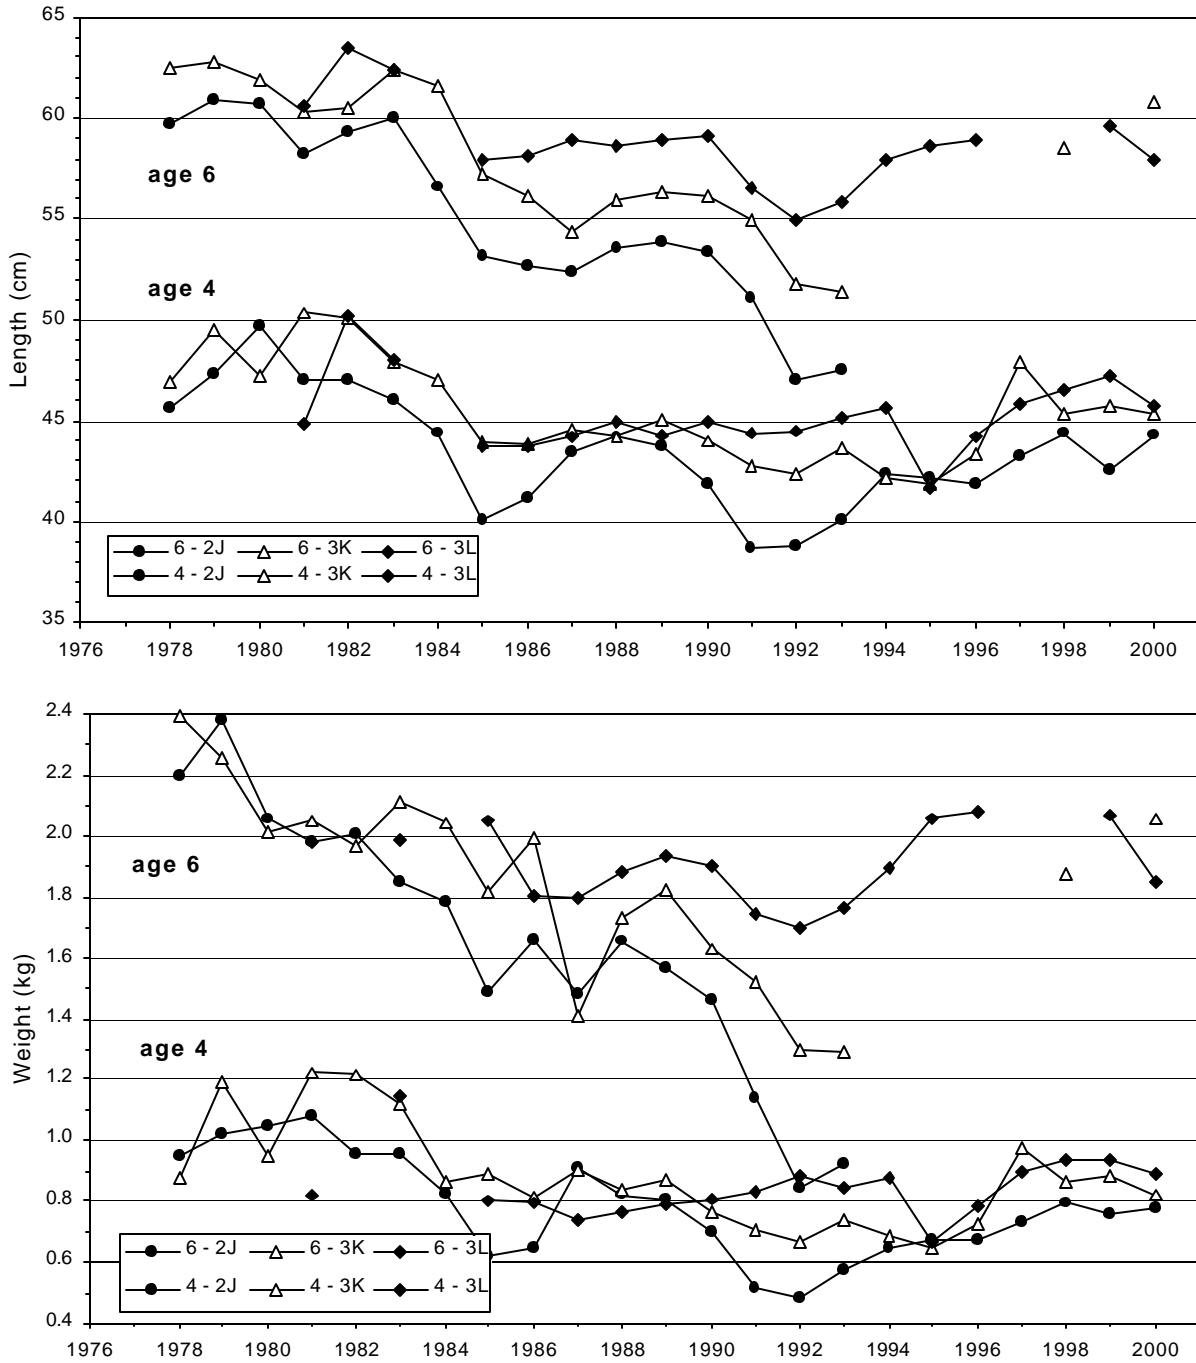 65
60
age 6
55
age 4
50
Length (cm)
45
40
6 - 2J 6 - 3K 6 - 3L
4 - 2J 4 - 3K 4 - 3L
35
1976 1978 1980 1982 1984 1986 1988 1990 1992 1994 1996 1998 2000
2.4
2.2
2.0
age 6
1.8
1.6
Weight (kg)
1.4
age 4
1.2
1.0
0.8
6 - 2J 6 - 3K 6 - 3L
0.6
4 - 2J 4 - 3K 4 - 3L
0.4
1976 1978 1980 1982 1984 1986 1988 1990 1992 1994 1996 1998 2000